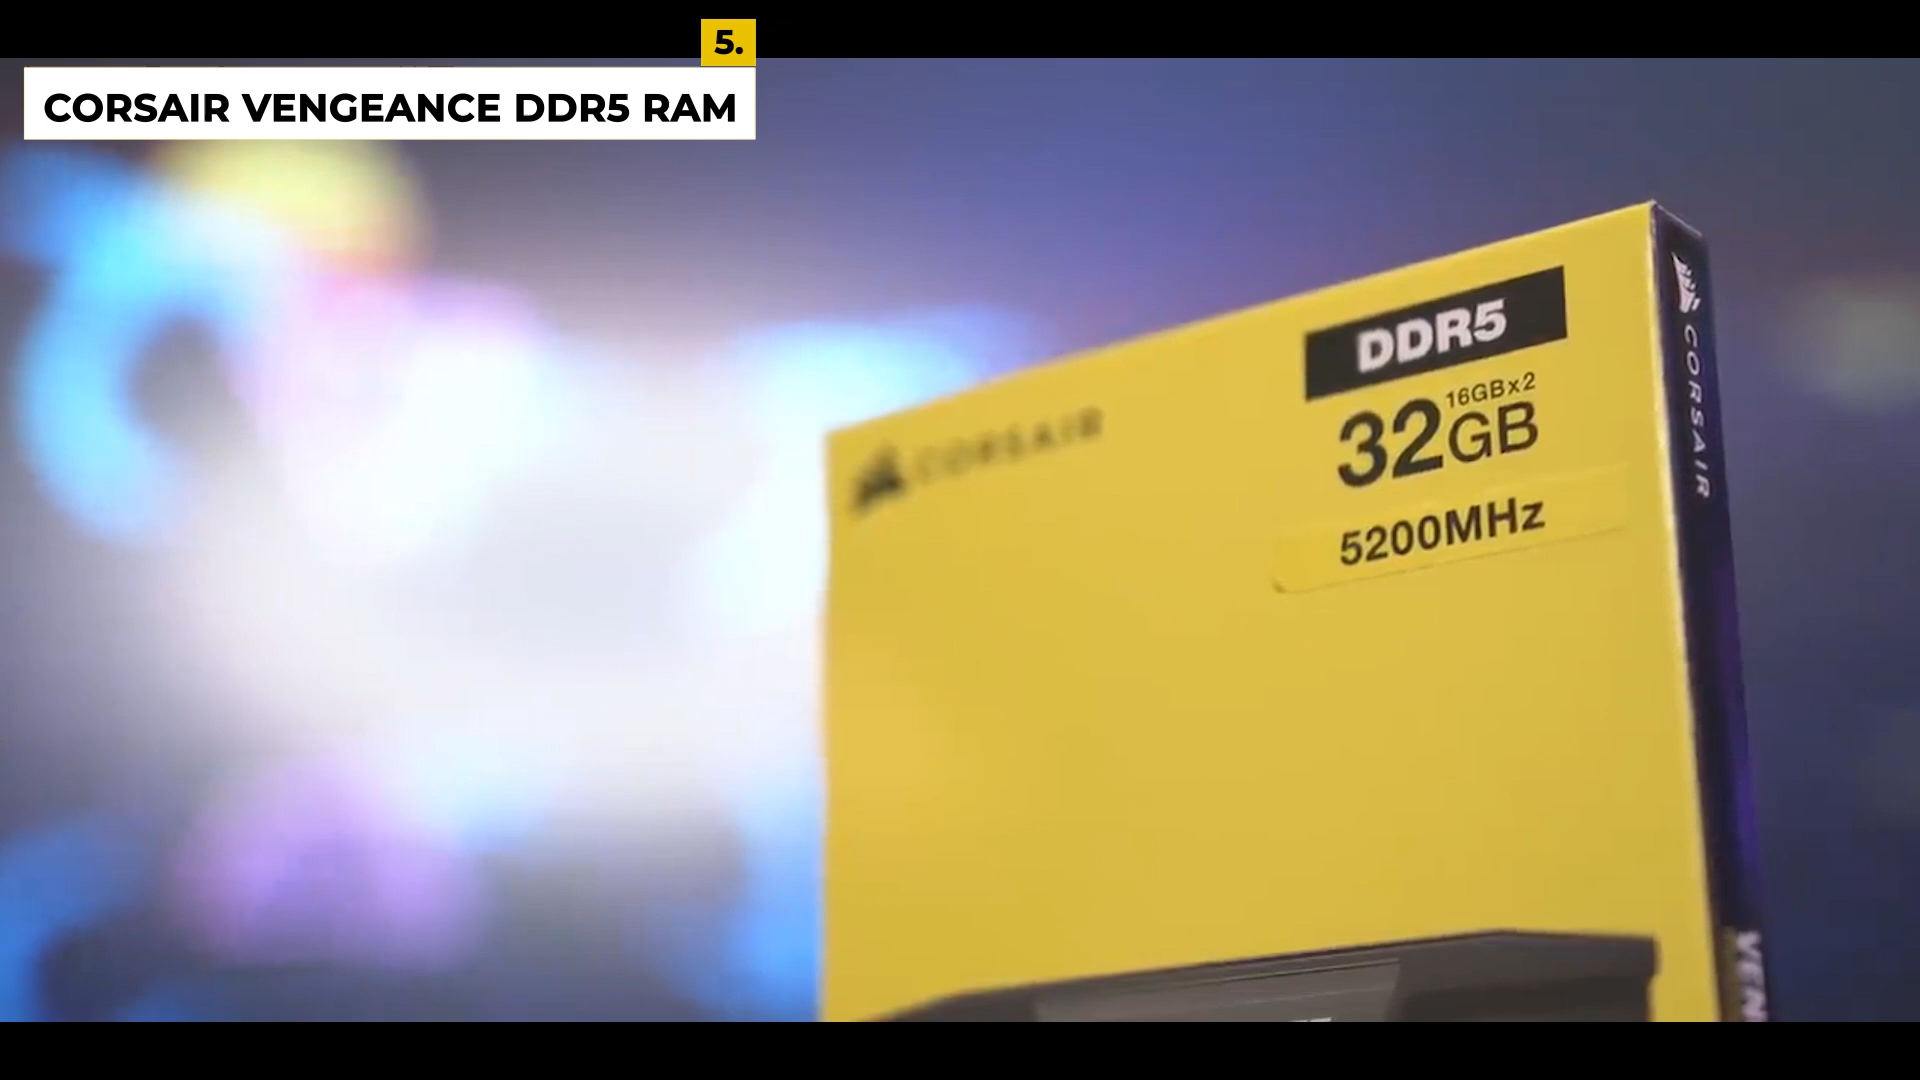 5.
CORSAIR VENGEANCE DDR5 RAM
DDR5
16GBx2
32GB
5200MHz
CORSAIR
CORSAIR